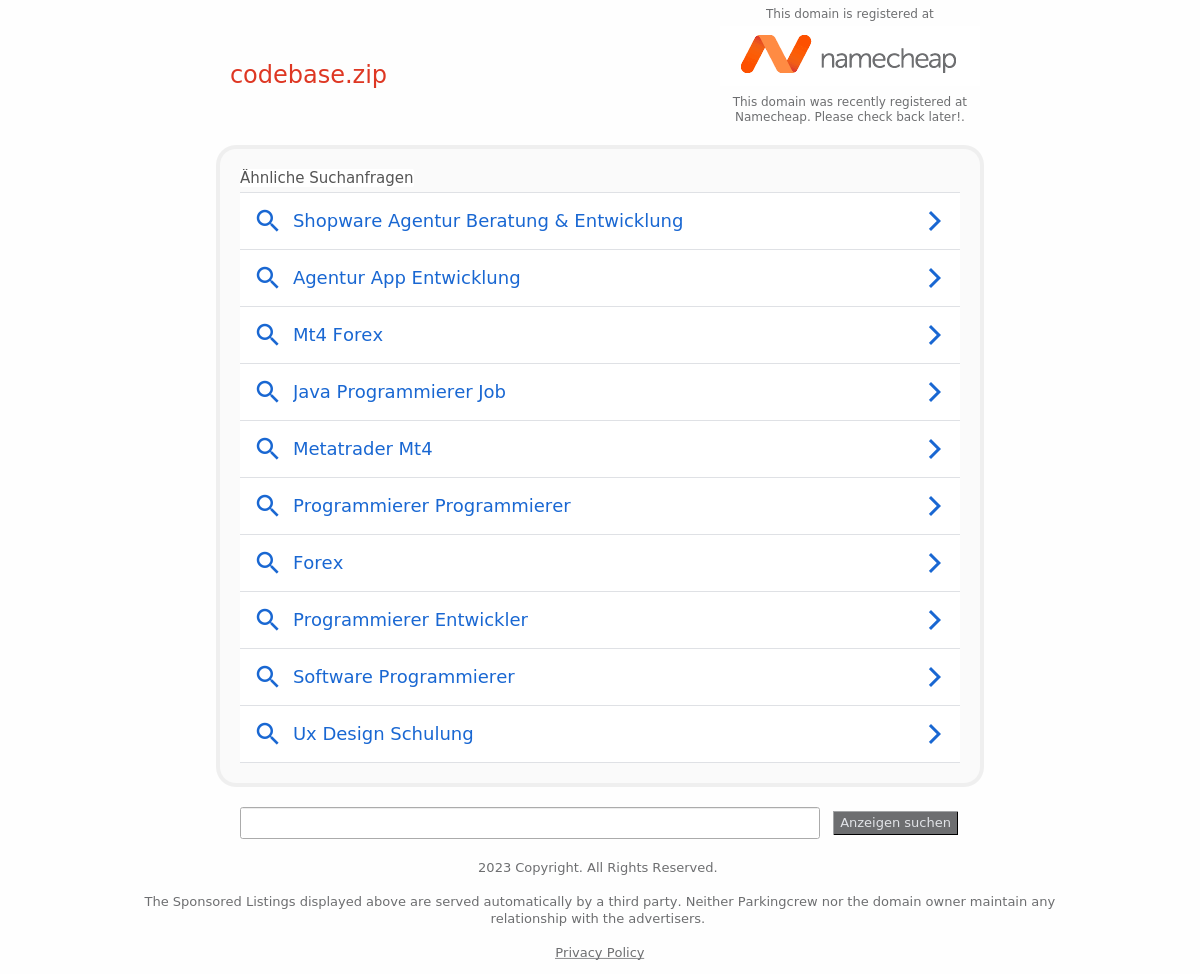 This domain is registered at
namecheap
codebase.zip
This domain was recently registered at
Namecheap. Please check back later!.
Ähnliche Suchanfragen
Shopware Agentur Beratung & Entwicklung
Agentur App Entwicklung
Mt4 Forex
Java Programmierer Job
Metatrader Mt4
Programmierer Programmierer
Forex
Programmierer Entwickler
Software Programmierer
Ux Design Schulung
Anzeigen suchen
2023 Copyright. All Rights Reserved.
The Sponsored Listings displayed above are served automatically by a third party. Neither Parkingcrew nor the domain owner maintain any
relationship with the advertisers.
Privacy Policy